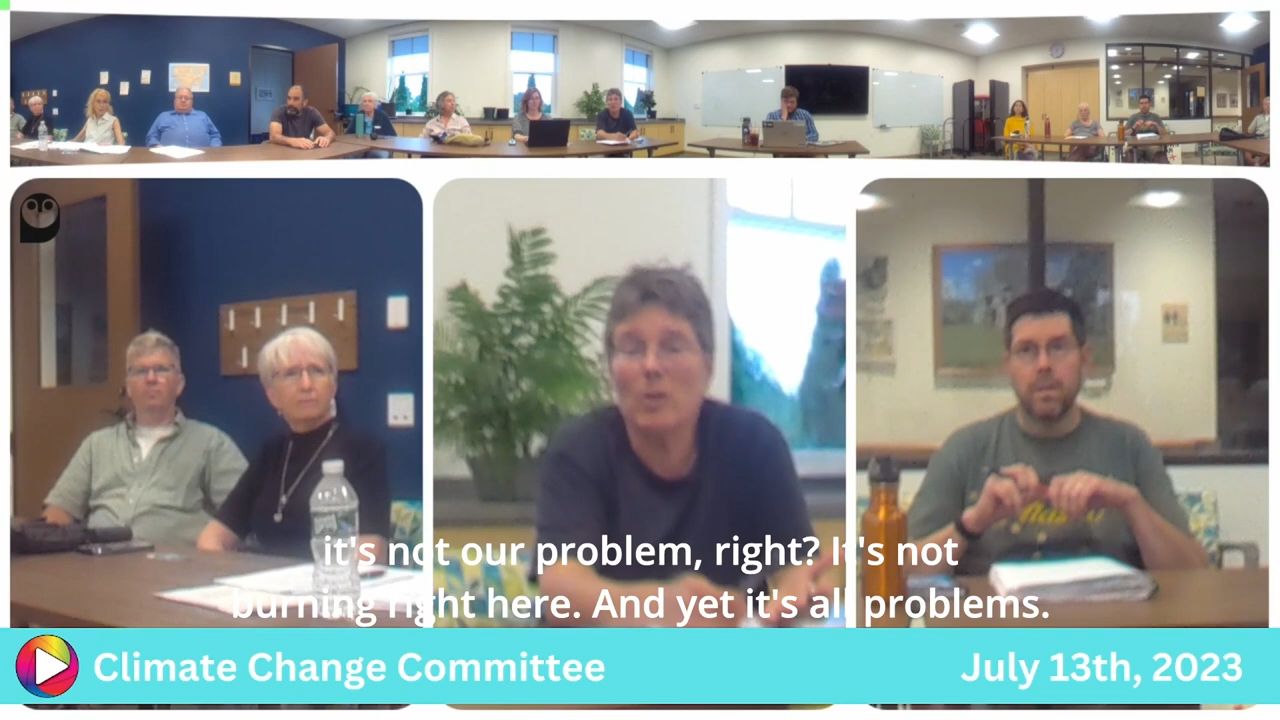 it's not our problem, right? It's not
burning right here. And yet it's all problems.
Climate Change Committee
July 13th, 2023